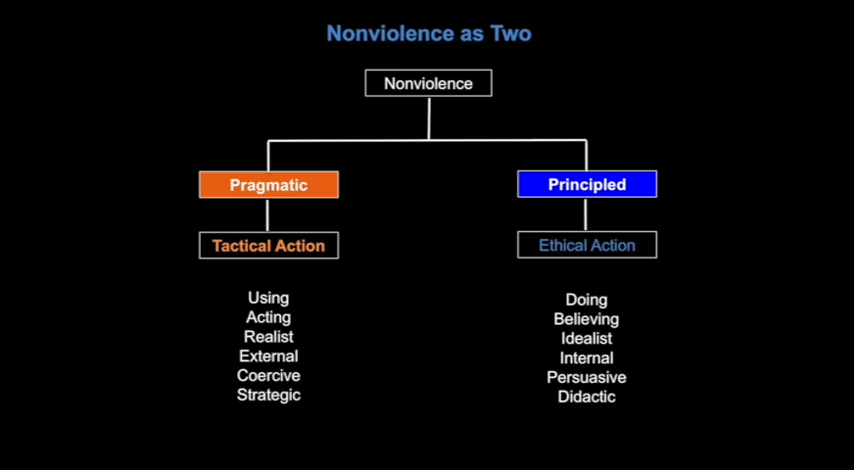 Nonviolence as Two
Nonviolence
Pragmatic
Principled
Tactical Action
Ethical Action
Using
Acting
Realist
External
Coercive
Strategic
Doing
Believing
Idealist
Internal
Persuasive
Didactic